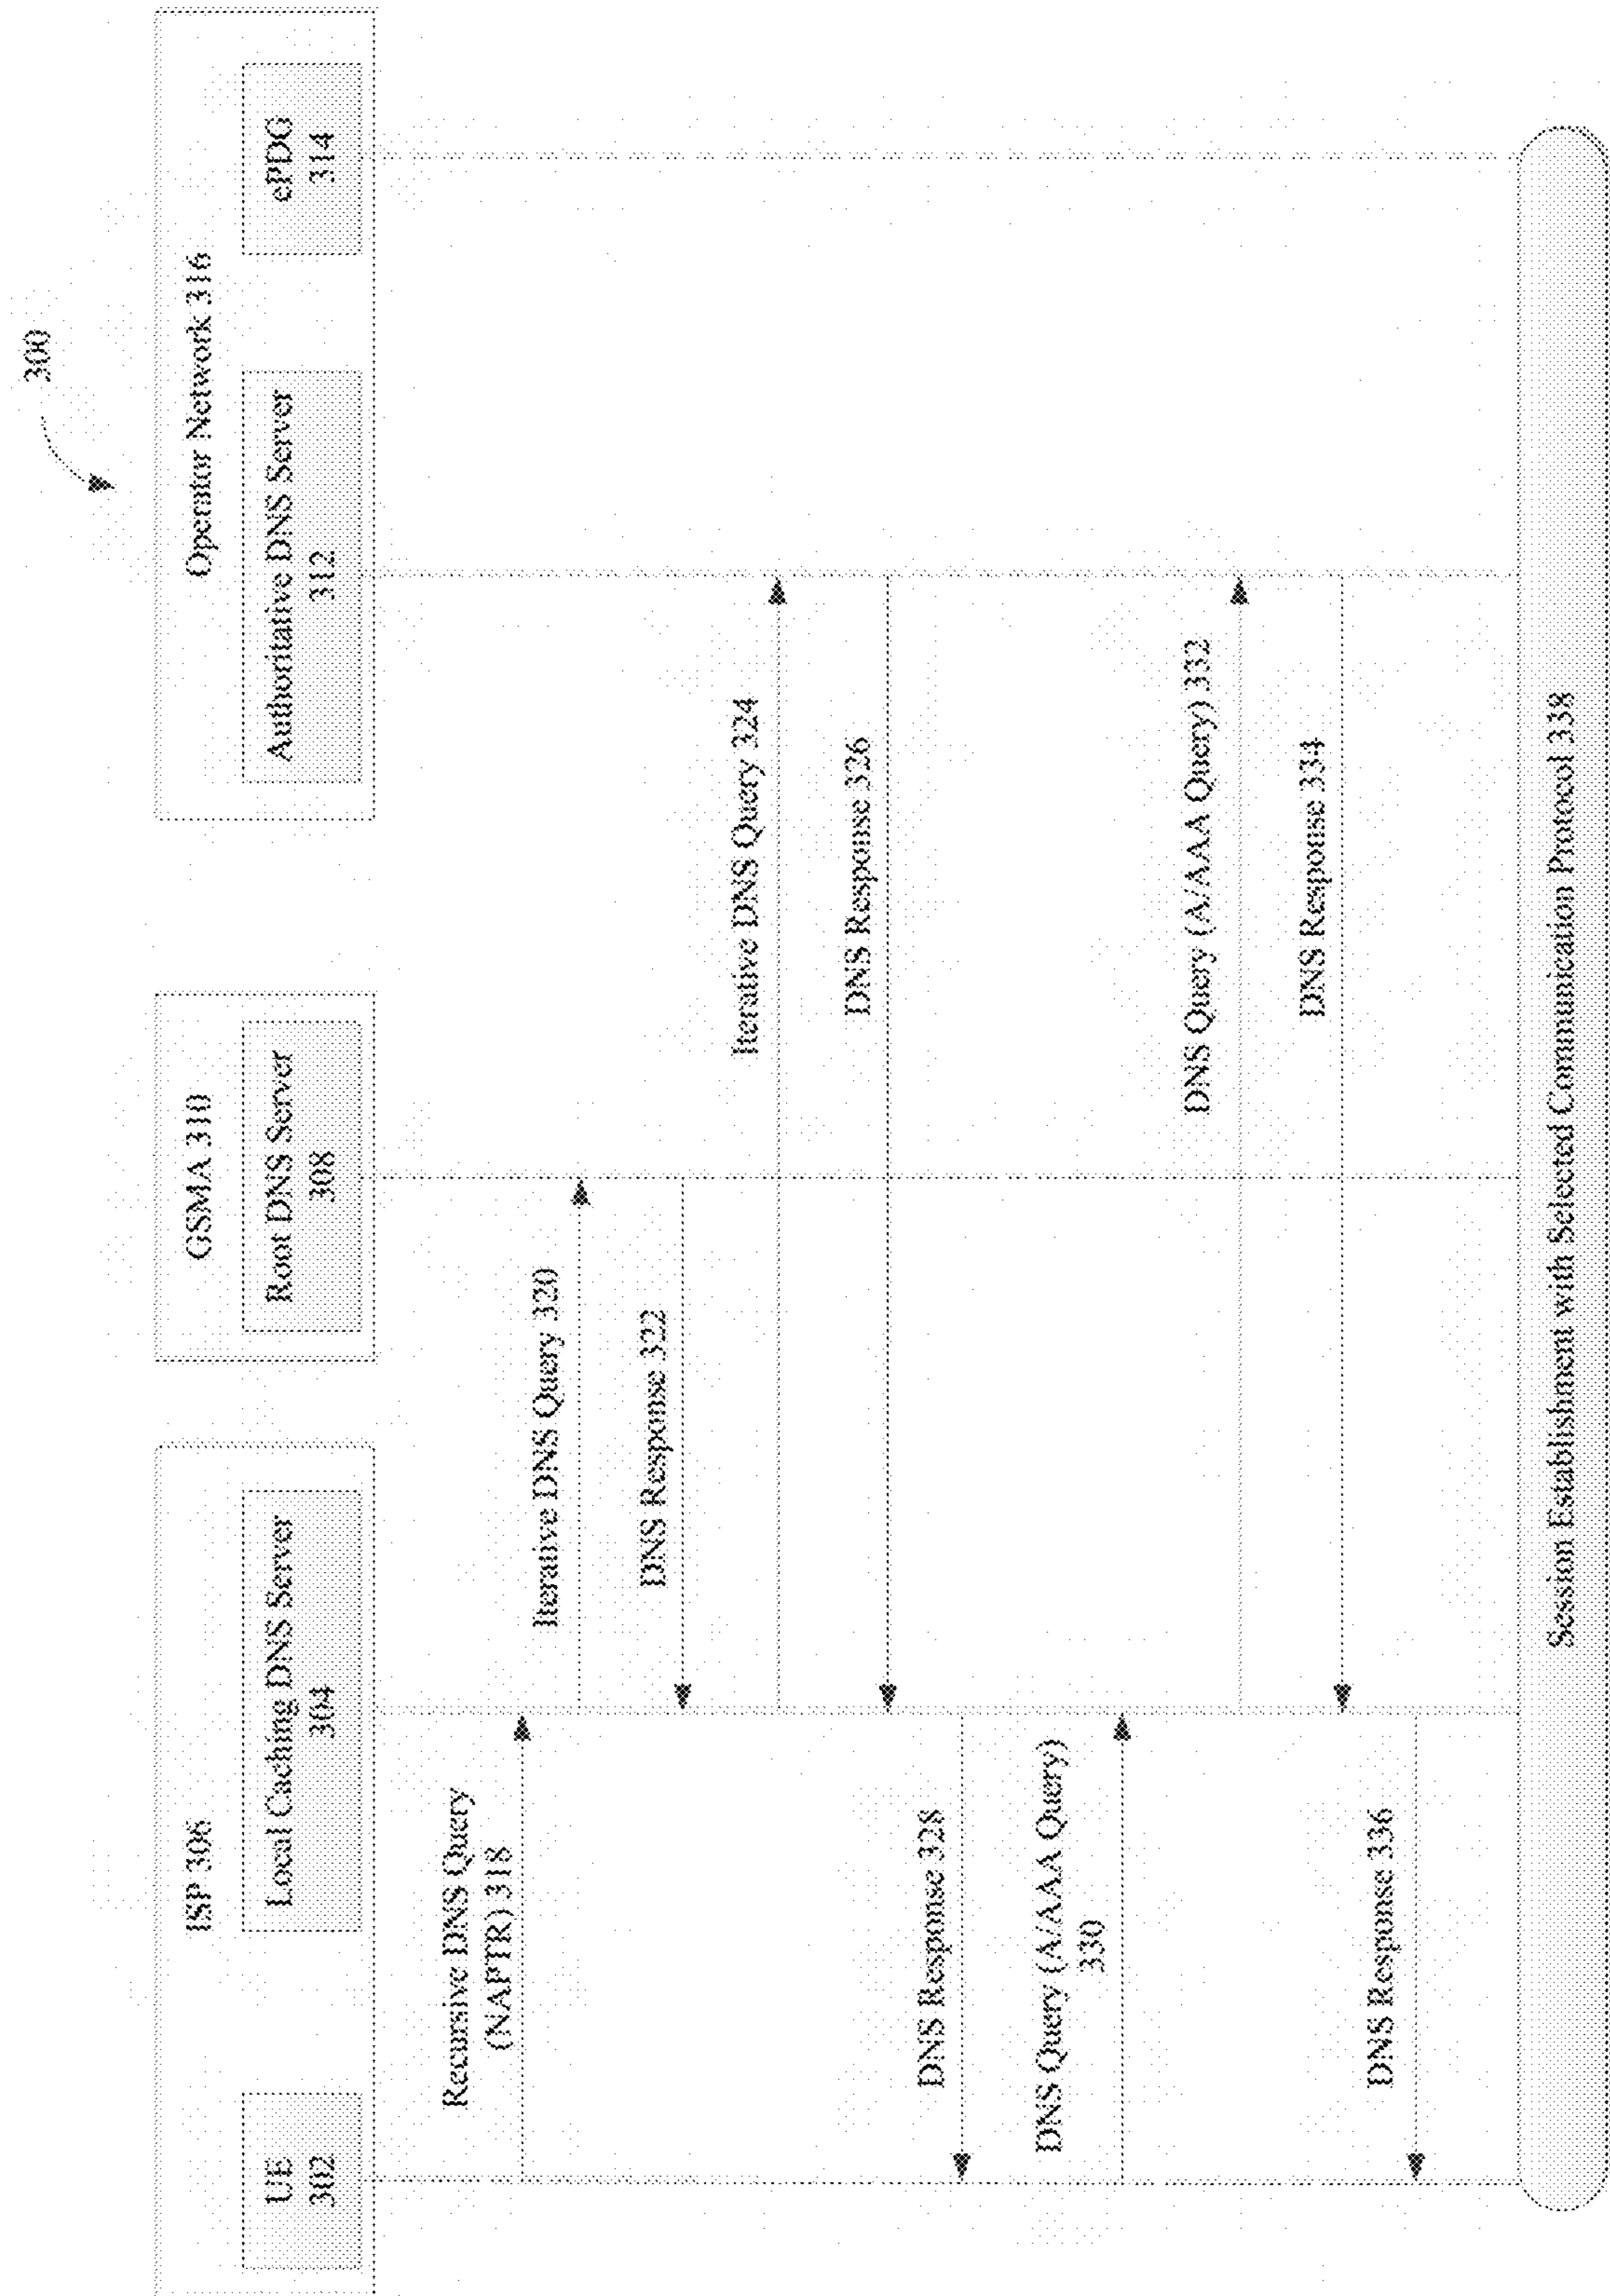 300
ISP 306
UE
302
Local Caching DNS Server
304
GSMA 310
Root DNS Server
308
Operator Network 316
Authoritative DNS Server
312
ePDG
314
Recursive DNS Query
(NAPTR) 318
Iterative DNS Query 320
DNS Response 322
Iterative DNS Query 324
DNS Response 326
DNS Response 328
DNS Query (A/AAA Query)
330
DNS Query (A/AAA Query) 332
DNS Response 334
DNS Response 336
Session Establishment with Selected Communication Protocol 338